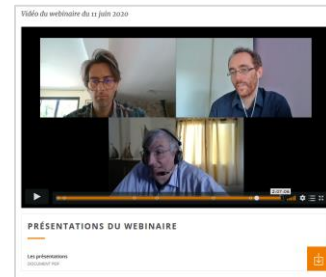 Vidéo du webinaire du 11 juin 2020
2:07:06
PRÉSENTATIONS DU WEBINAIRE
Les présentations
DOCUMENT PDF